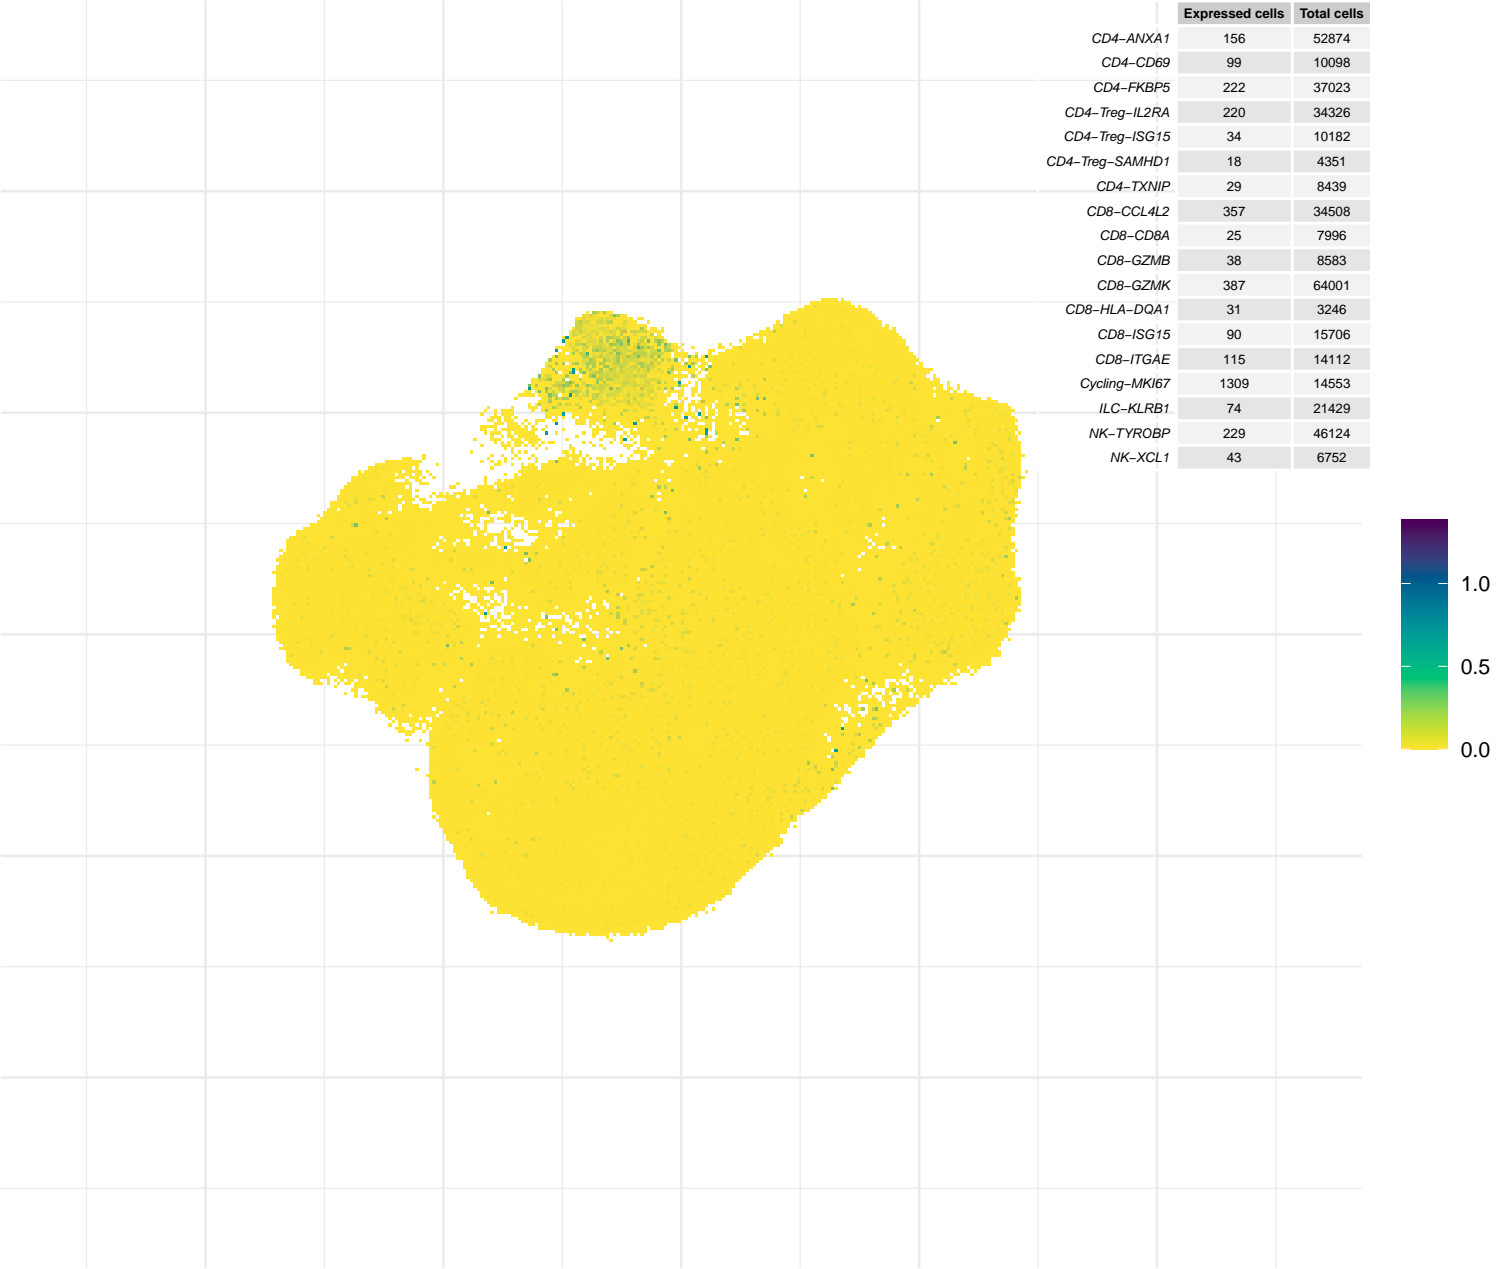 Expressed cells Total cells
CD4−ANXA1 156 52874
CD4−CD69 99 10098
CD4−FKBP5 222 37023
CD4−Treg−IL2RA 220 34326
CD4−Treg−ISG15 34 10182
CD4−Treg−SAMHD1 18 4351
CD4−TXNIP 29 8439
CD8−CCL4L2 357 34508
CD8−CD8A 25 7996
CD8−GZMB 38 8583
CD8−GZMK 387 64001
CD8−HLA−DQA1 31 3246
CD8−ISG15 90 15706
CD8−ITGAE 115 14112
Cycling−MKI67 1309 14553
ILC−KLRB1 74 21429
NK−TYROBP 229 46124
NK−XCL1 43 6752
1.0
0.5
0.0